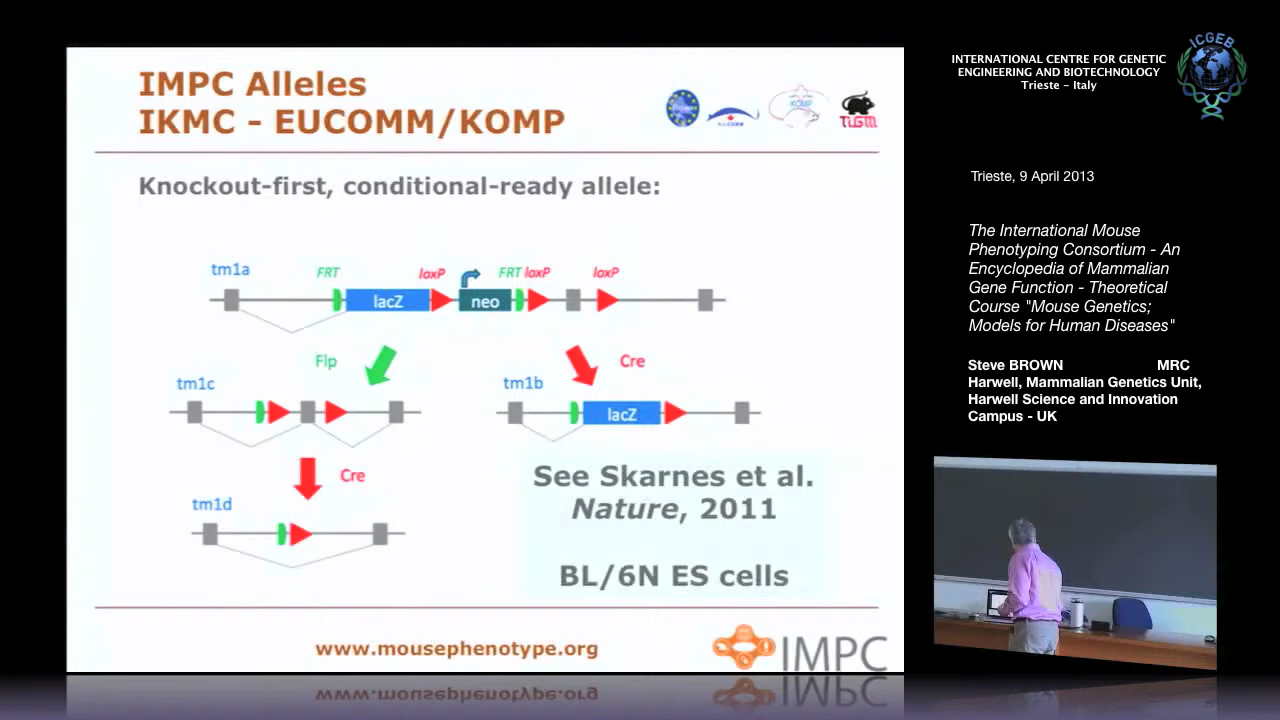 IMPC Alleles
IKMC - EUCOMM/KOMP
KOMP
TIGM
Knockout-first, conditional-ready allele:
tm1a
FRT
loxP
FRT
loxP
loxP
lacZ
neo
Flp
Cre
tm1c
tm1b
lacZ
Cre
tm1d
See Skarnes et al.
Nature, 2011
BL/6N ES cells
www.mousephenotype.org
IMPC
INTERNATIONAL CENTRE FOR GENETIC
ENGINEERING AND BIOTECHNOLOGY
Trieste - Italy
ICGEB
Trieste, 9 April 2013
The International Mouse
Phenotyping Consortium - An
Encyclopedia of Mammalian
Gene Function - Theoretical
Course "Mouse Genetics;
Models for Human Diseases"
Steve BROWN MRC
Harwell, Mammalian Genetics Unit,
Harwell Science and Innovation
Campus - UK